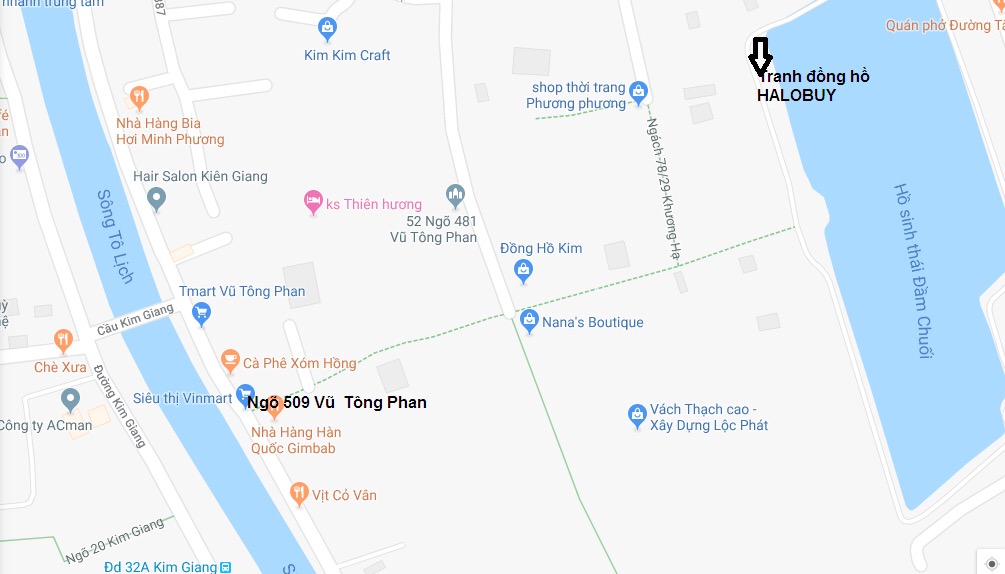 nhánh trung tâm
387
Kim Kim Craft
Quán phở Đường Tà
Tranh đồng hồ
HALOBUY
shop thời trang
Phương phương
Nhà Hàng Bia
Hơi Minh Phương
Ngách 78/29 Khương Hạ
Hair Salon Kiên Giang
Sông Tô Lịch
ks Thiên hương
52 Ngõ 481
Vũ Tông Phan
Hồ sinh thái Đầm Chuối
Đồng Hồ Kim
Tmart Vũ Tông Phan
Cầu Kim Giang
Nana's Boutique
Chè Xưa
Cà Phê Xóm Hồng
Đường Kim Giang
Siêu thị Vinmart
Ngõ 509 Vũ Tông Phan
Công ty ACman
Nhà Hàng Hàn
Quốc Gimbab
Vách Thạch cao -
Xây Dựng Lộc Phát
Vịt Cỏ Vân
Ngõ 20 Kim Giang
Đd 32A Kim Giang